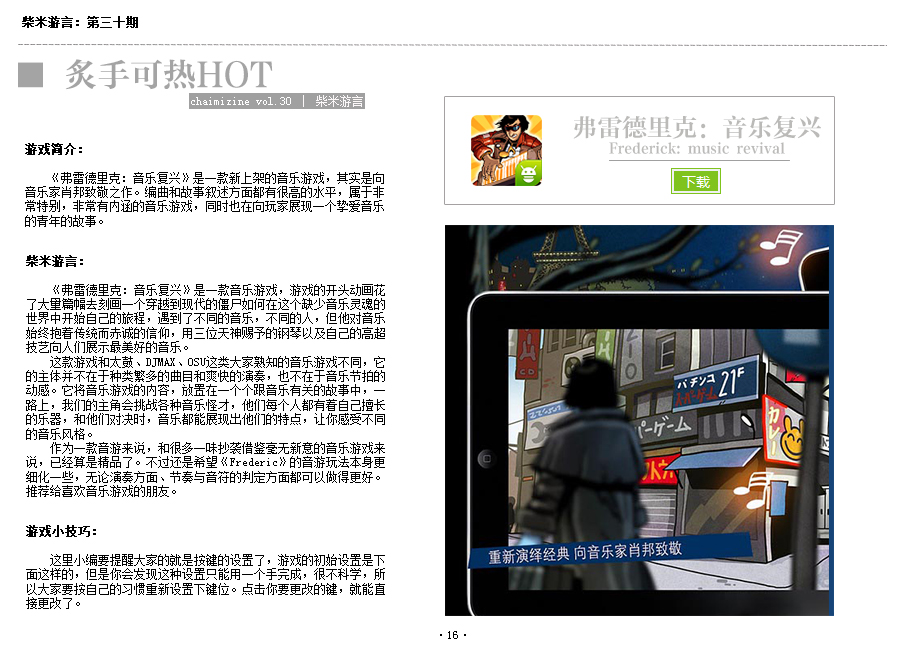 柴米游言：第三十期
炙手可热HOT
chaimizine vol.30 | 柴米游言
游戏简介：
《弗雷德里克：音乐复兴》是一款新上架的音乐游戏，其实是向
音乐家肖邦致敬之作。编曲和故事叙述方面都有很高的水平，属于非
常特别，非常有内涵的音乐游戏，同时也在向玩家展现一个挚爱音乐
的青年的故事。
柴米游言：
《弗雷德里克：音乐复兴》是一款音乐游戏，游戏的开头动画花
了大量篇幅去刻画一个穿越到现代的僵尸如何在这个缺少音乐灵魂的
世界中开始自己的旅程，遇到了不同的音乐，不同的人，但他对音乐
始终抱着传统而赤诚的信仰，用三位天神赐予的钢琴以及自己的高超
技艺向人们展示最美好的音乐。
这款游戏和太鼓、DJMAX、OSU这类大家熟知的音乐游戏不同，它
的主体并不在于种类繁多的曲目和爽快的演奏，也不在于音乐节拍的
动感。它将音乐游戏的内容，放置在一个个跟音乐有关的故事中，一
路上，我们的主角会挑战各种音乐怪才，他们每个人都有着自己擅长
的乐器，和他们对决时，音乐都能展现出他们的特点，让你感受不同
的音乐风格。
作为一款音游来说，和很多一味抄袭借鉴毫无新意的音乐游戏来
说，已经算是精品了。不过还是希望《Frederic》的音游玩法本身更
细化一些，无论演奏方面、节奏与音符的判定方面都可以做得更好。
推荐给喜欢音乐游戏的朋友。
游戏小技巧：
这里小编要提醒大家的就是按键的设置了，游戏的初始设置是下
面这样的，但是你会发现这种设置只能用一个手完成，很不科学，所
以大家要按自己的习惯重新设置下键位。点击你要更改的键，就能直
接更改了。
弗雷德里克：音乐复兴
Frederick: music revival
下载
CD
パチンコ
スーパーゲーム 21F
パーゲーム
カレー
重新演绎经典 向音乐家肖邦致敬
·16·